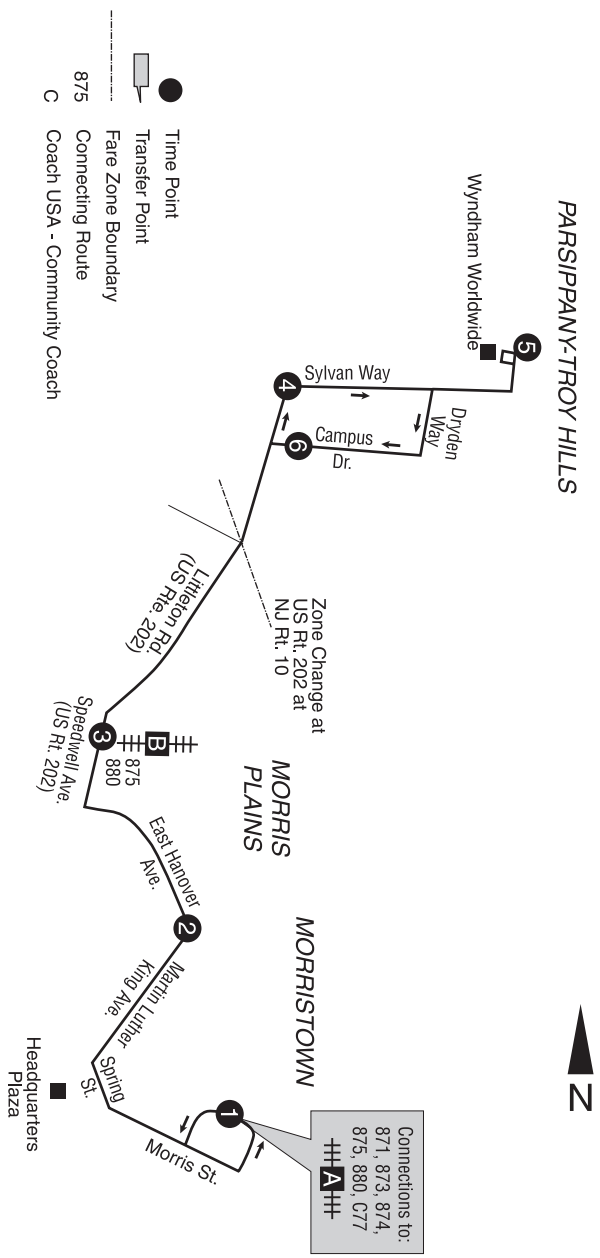 PARSIPPANY-TROY HILLS
Wyndham Worldwide
5
4
Sylvan Way
Dryden
Way
6
Campus
Dr.
Zone Change at
US Rt. 202 at
NJ Rt. 10
Littleton Rd.
(US Rte. 202)
MORRIS
PLAINS
B
875
880
3
Speedwell Ave.
(US Rt. 202)
East Hanover
Ave.
2
MORRISTOWN
Martin Luther
King Ave.
Spring
St.
Headquarters
Plaza
Morris St.
1
Connections to:
871, 873, 874,
875, 880, C77
A
N
Time Point
Transfer Point
Fare Zone Boundary
875 Connecting Route
C Coach USA - Community Coach